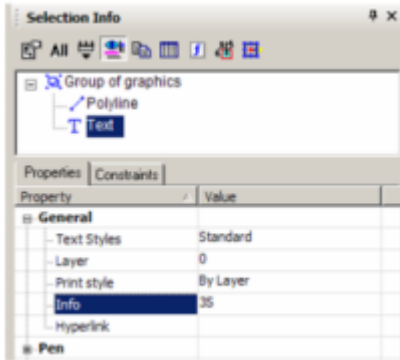 Selection Info
All
Group of graphics
Polyline
T Text
Properties Constraints
Property Value
General
Text Styles Standard
Layer 0
Print style By Layer
Info 35
Hyperlink
Pen